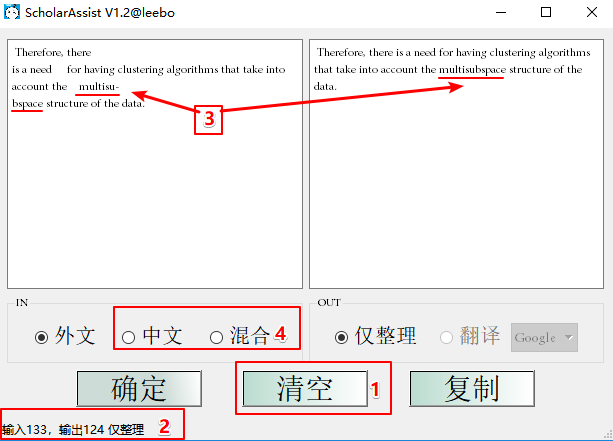 ScholarAssist V1.2@leebo
Therefore, there
is a need for having clustering algorithms that take into
account the multisu-
bspace structure of the data.
Therefore, there is a need for having clustering algorithms
that take into account the multisubspace structure of the
data.
3
IN
外文 中文 混合 4
OUT
仅整理 翻译 Google
确定 清空 1 复制
输入133，输出124 仅整理 2